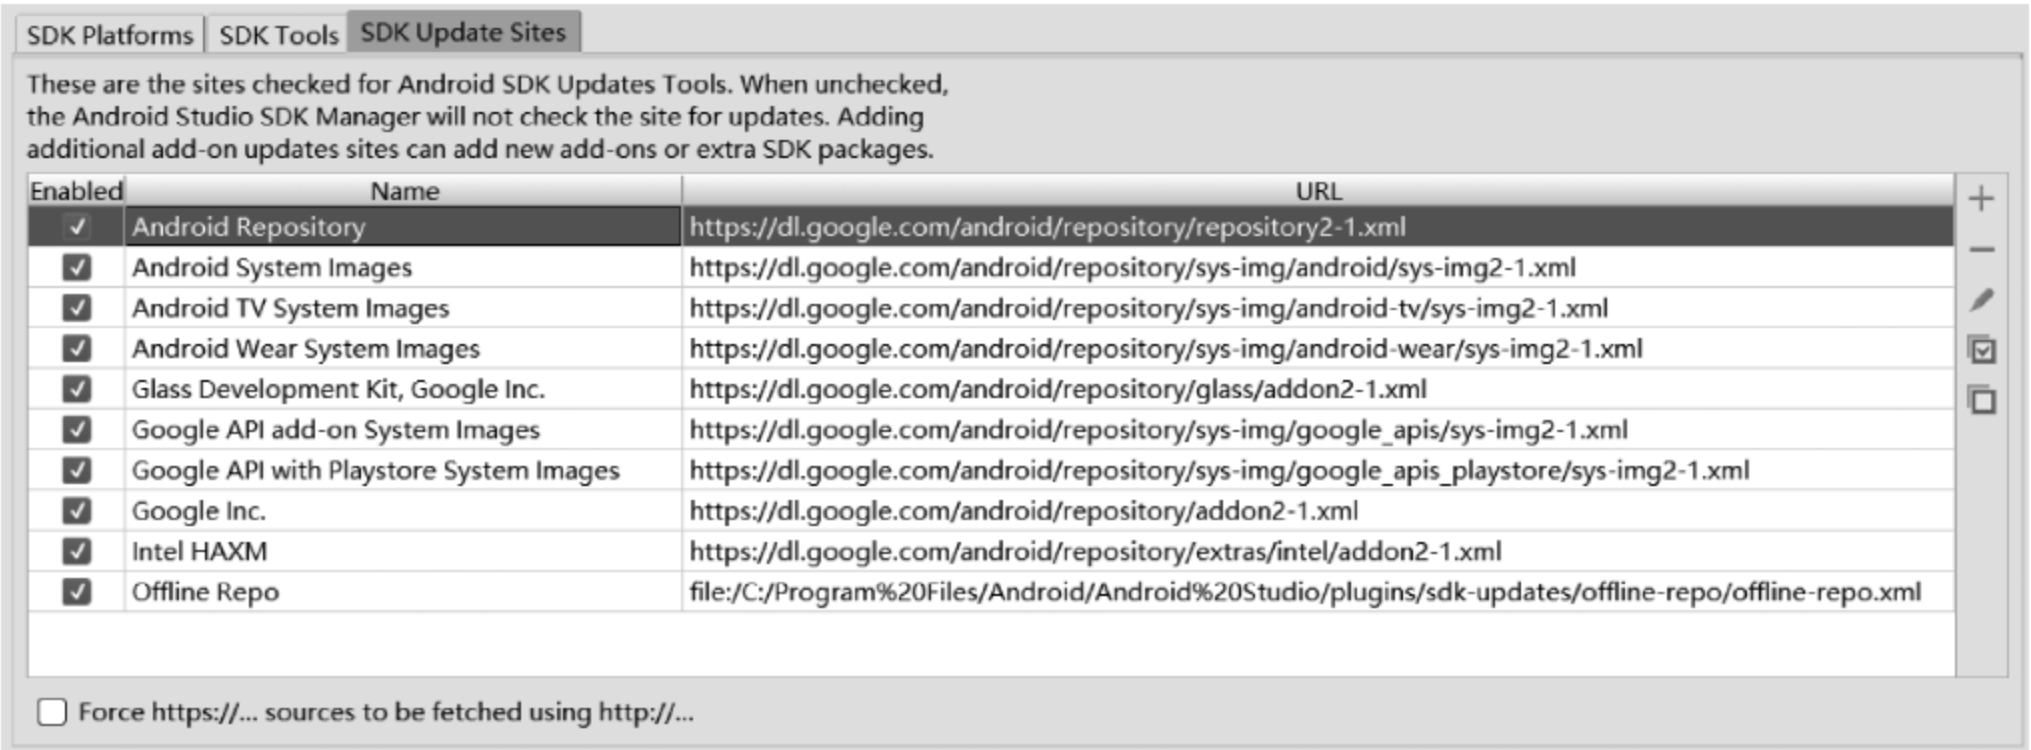 SDK Platforms SDK Tools SDK Update Sites
These are the sites checked for Android SDK Updates Tools. When unchecked,
the Android Studio SDK Manager will not check the site for updates. Adding
additional add-on updates sites can add new add-ons or extra SDK packages.
Enabled Name URL
Android Repository https://dl.google.com/android/repository/repository2-1.xml
Android System Images https://dl.google.com/android/repository/sys-img/android/sys-img2-1.xml
Android TV System Images https://dl.google.com/android/repository/sys-img/android-tv/sys-img2-1.xml
Android Wear System Images https://dl.google.com/android/repository/sys-img/android-wear/sys-img2-1.xml
Glass Development Kit, Google Inc. https://dl.google.com/android/repository/glass/addon2-1.xml
Google API add-on System Images https://dl.google.com/android/repository/sys-img/google_apis/sys-img2-1.xml
Google API with Playstore System Images https://dl.google.com/android/repository/sys-img/google_apis_playstore/sys-img2-1.xml
Google Inc. https://dl.google.com/android/repository/addon2-1.xml
Intel HAXM https://dl.google.com/android/repository/extras/intel/addon2-1.xml
Offline Repo file:/C:/Program%20Files/Android/Android%20Studio/plugins/sdk-updates/offline-repo/offline-repo.xml
Force https://... sources to be fetched using http://...